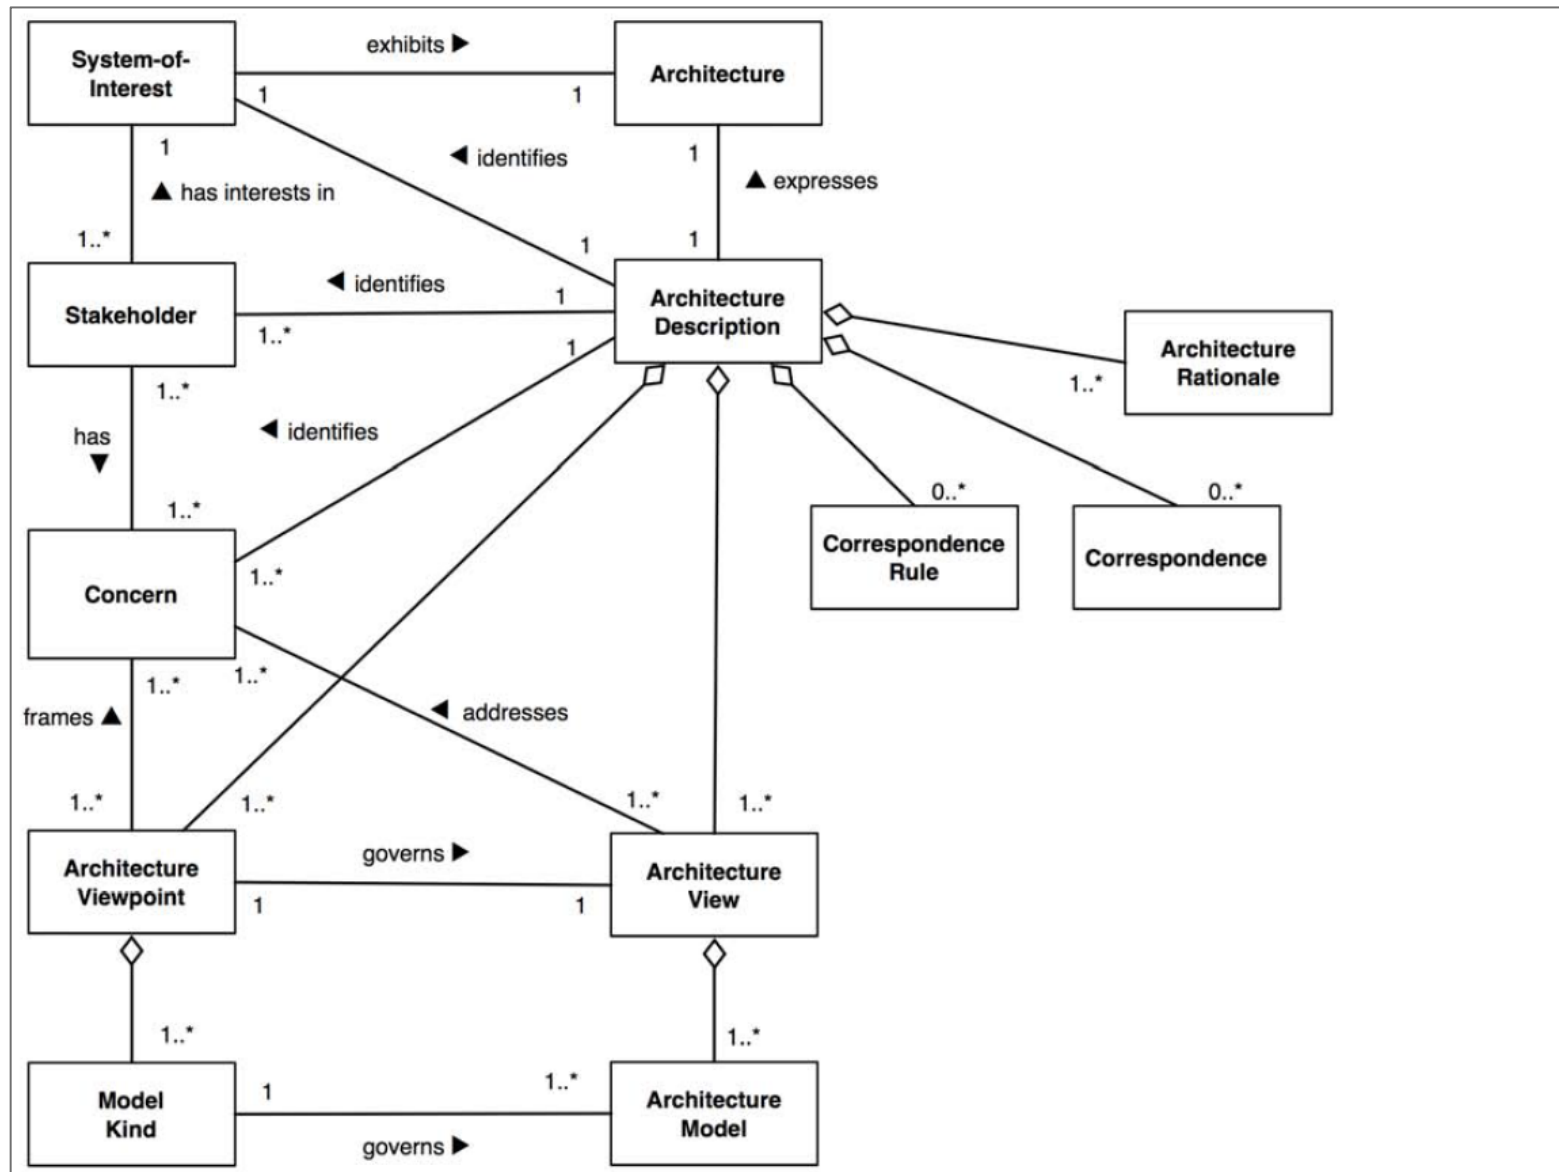 System-of-
Interest
exhibits ▶
Architecture
1
1
1
◀ identifies
1
▲ has interests in
▲ expresses
1..*
1
1
Stakeholder
◀ identifies
1
1..*
Architecture
Description
1
1..*
Architecture
Rationale
1..*
has
▼
◀ identifies
1..*
1..*
0..*
0..*
Correspondence
Rule
Correspondence
Concern
1..*
1..*
frames ▲
◀ addresses
1..*
1..*
1..*
1..*
Architecture
Viewpoint
governs ▶
1
1
Architecture
View
1..*
1..*
Model
Kind
1
1..*
governs ▶
Architecture
Model